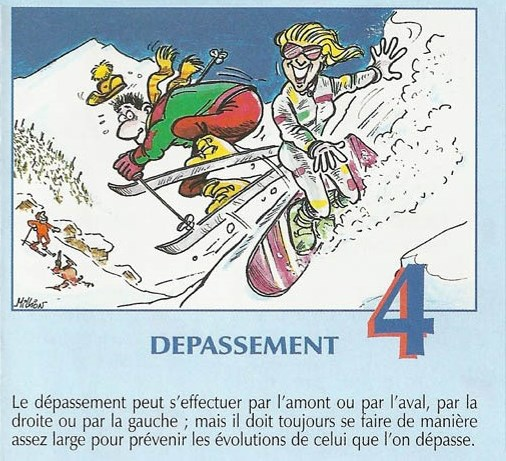 Million
4
DEPASSEMENT
Le dépassement peut s'effectuer par l'amont ou par l'aval, par la
droite ou par la gauche ; mais il doit toujours se faire de manière
assez large pour prévenir les évolutions de celui que l'on dépasse.